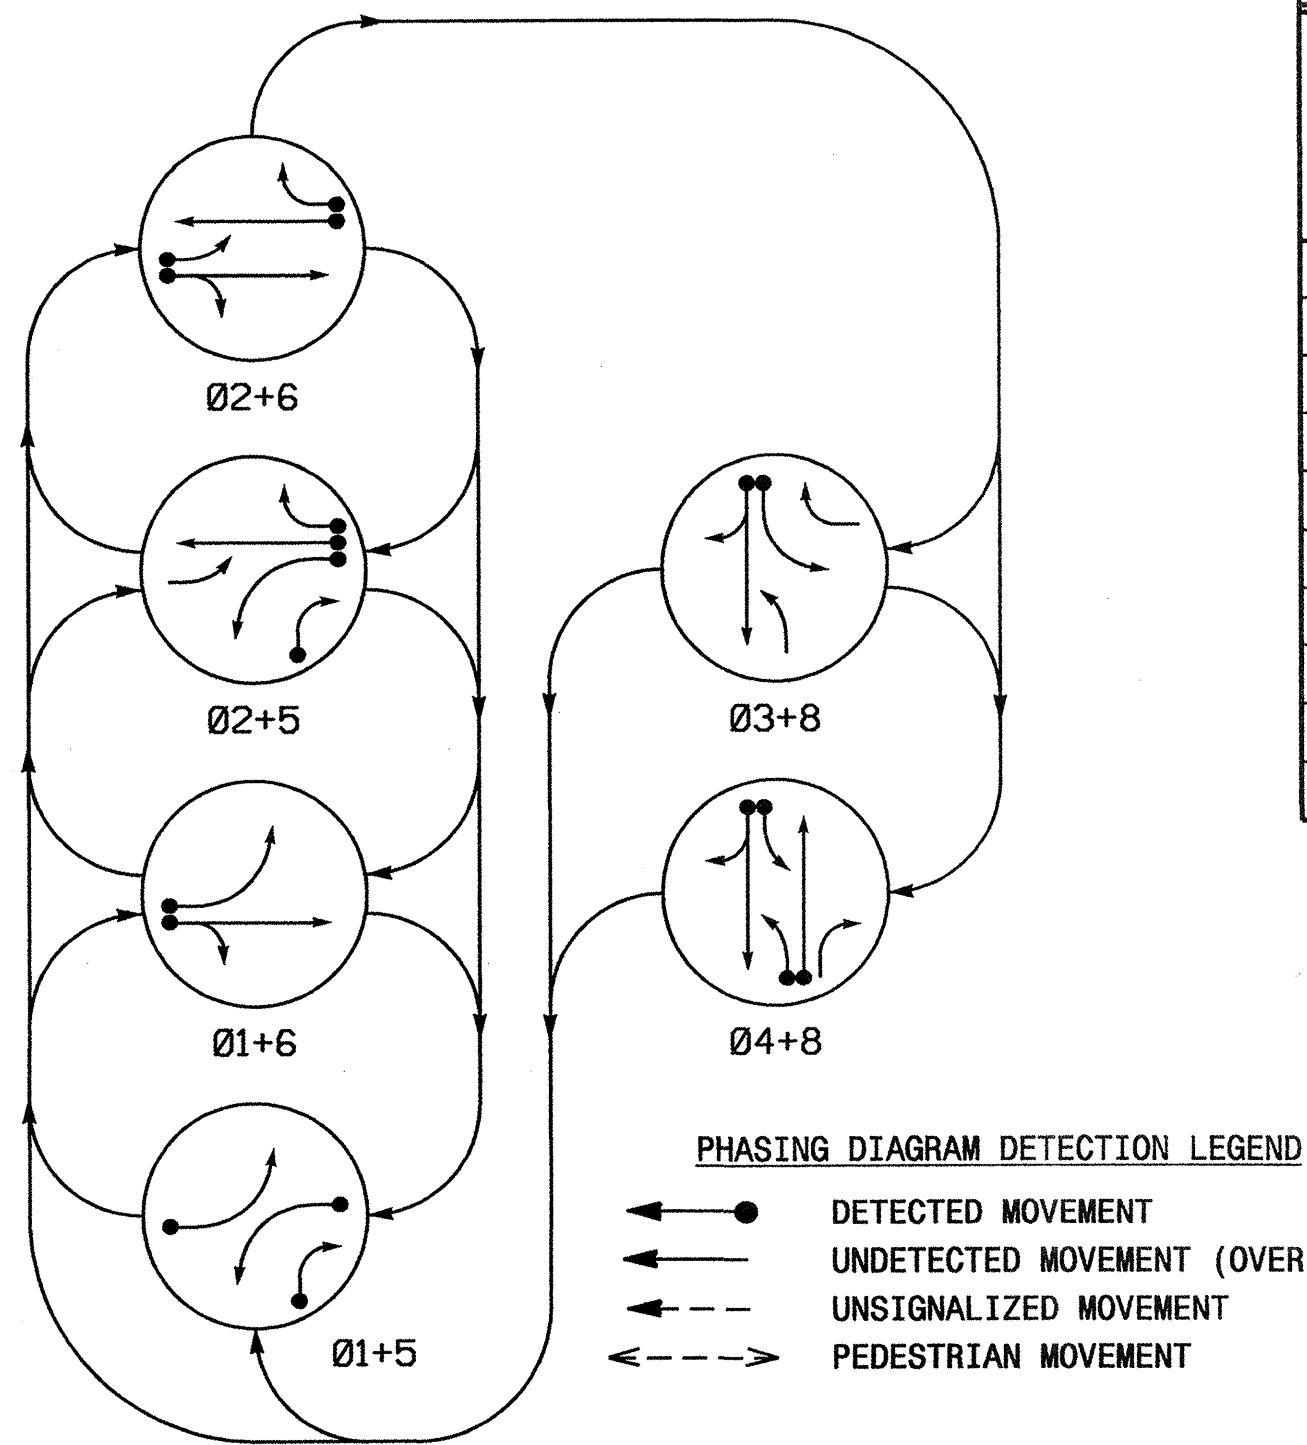 Ø2+6
Ø2+5
Ø3+8
Ø1+6
Ø4+8
Ø1+5
PHASING DIAGRAM DETECTION LEGEND
DETECTED MOVEMENT
UNDETECTED MOVEMENT (OVER
UNSIGNALIZED MOVEMENT
PEDESTRIAN MOVEMENT